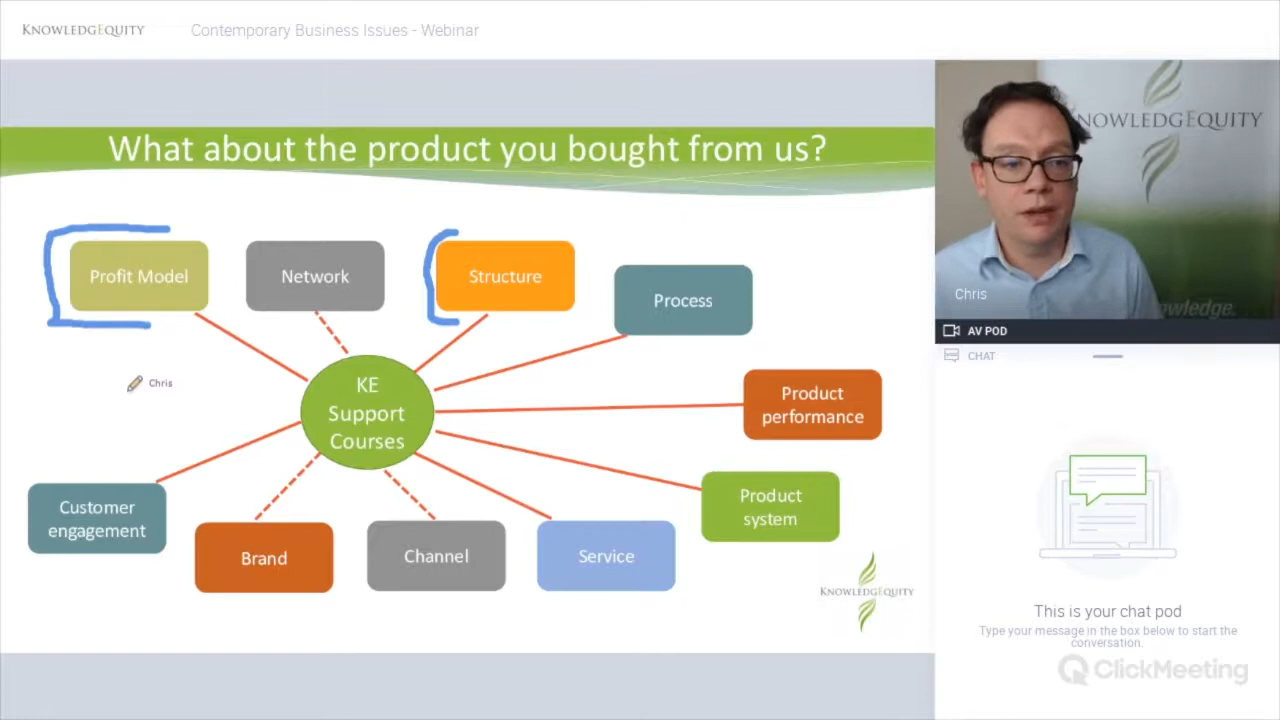 KNOWLEDGEQUITY
Contemporary Business Issues - Webinar
What about the product you bought from us?
Profit Model
Network
Structure
Process
Product
performance
Product
system
Service
Channel
Brand
Customer
engagement
KE
Support
Courses
Chris
KNOWLEDGEQUITY
KNOWLEDGEQUITY
Chris
wledge.
AV POD
CHAT
This is your chat pod
Type your message in the box below to start the
conversation.
ClickMeeting